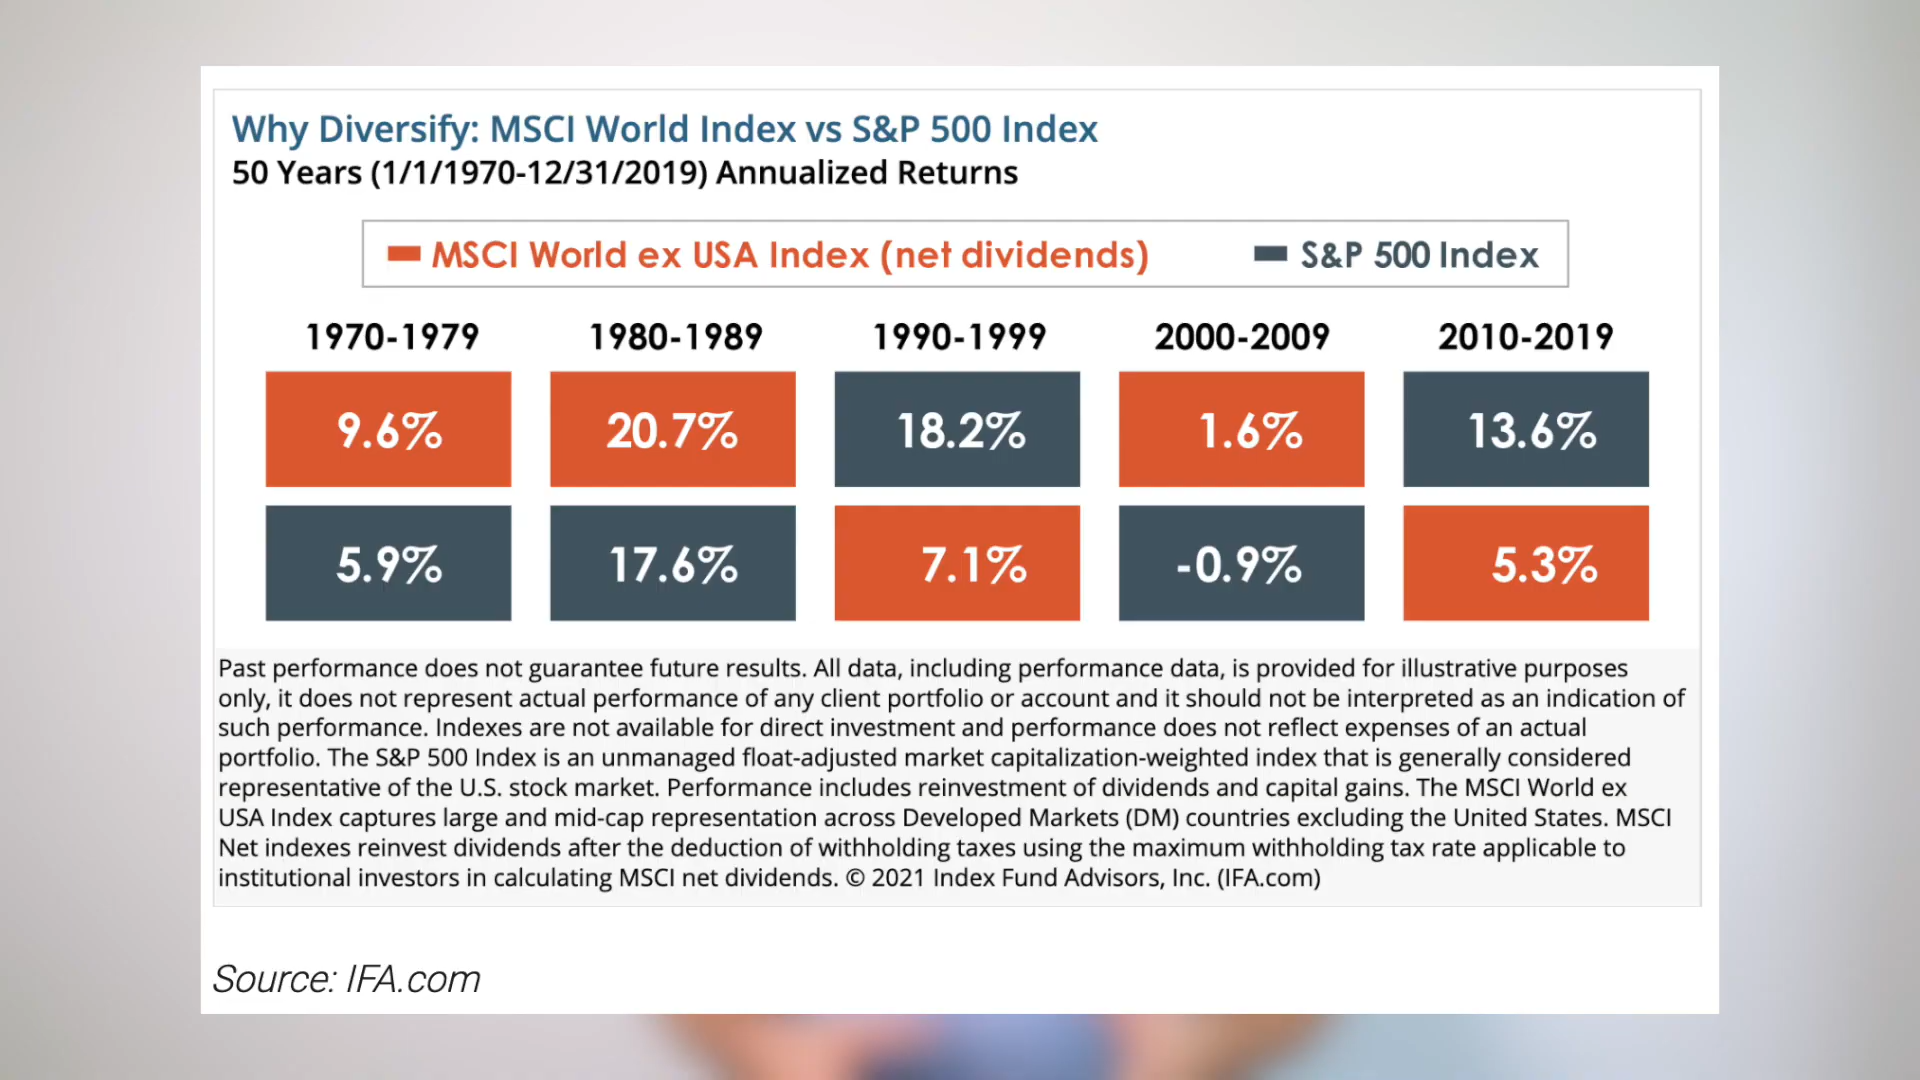 Why Diversify: MSCI World Index vs S&P 500 Index
50 Years (1/1/1970-12/31/2019) Annualized Returns
MSCI World ex USA Index (net dividends) S&P 500 Index
1970-1979 1980-1989 1990-1999 2000-2009 2010-2019
9.6% 20.7% 18.2% 1.6% 13.6%
5.9% 17.6% 7.1% -0.9% 5.3%
Past performance does not guarantee future results. All data, including performance data, is provided for illustrative purposes
only, it does not represent actual performance of any client portfolio or account and it should not be interpreted as an indication of
such performance. Indexes are not available for direct investment and performance does not reflect expenses of an actual
portfolio. The S&P 500 Index is an unmanaged float-adjusted market capitalization-weighted index that is generally considered
representative of the U.S. stock market. Performance includes reinvestment of dividends and capital gains. The MSCI World ex
USA Index captures large and mid-cap representation across Developed Markets (DM) countries excluding the United States. MSCI
Net indexes reinvest dividends after the deduction of withholding taxes using the maximum withholding tax rate applicable to
institutional investors in calculating MSCI net dividends. © 2021 Index Fund Advisors, Inc. (IFA.com)
Source: IFA.com